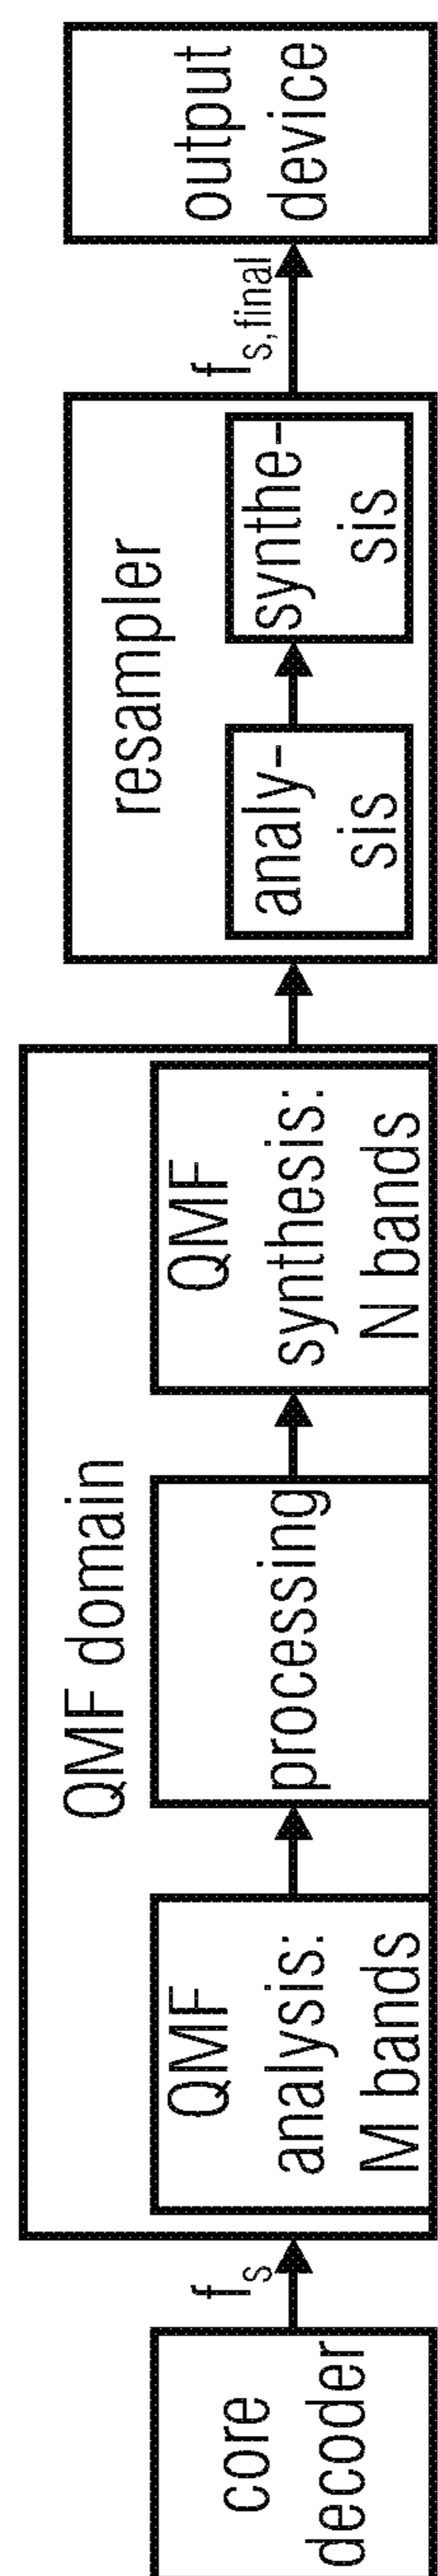 core
decoder
f_s
QMF domain
QMF
analysis:
M bands
processing
QMF
synthesis:
N bands
resampler
analy-
sis
synthe-
sis
f_s,final
output
device